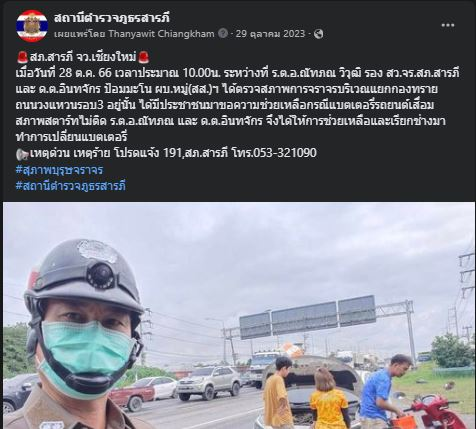 สถานีตำรวจภูธรสารภี
เผยแพร่โดย Thanyawit Chiangkham · 29 ตุลาคม 2023 ·
สภ.สารภี จว.เชียงใหม่
เมื่อวันที่ 28 ต.ค. 66 เวลาประมาณ 10.00น. ระหว่างที่ ร.ต.อ.ณัทภณ วิวุฒิ รอง สว.จร.สภ.สารภี
และ ด.ต.อินทจักร ป้อมมะโน ผบ.หมู่(สส.)ฯ ได้ตรวจสภาพการจราจรบริเวณแยกกองทราย
ถนนวงแหวนรอบ3 อยู่นั้น ได้มีประชาชนมาขอความช่วยเหลือกรณีแบตเตอรี่รถยนต์เสื่อม
สภาพสตาร์ทไม่ติด ร.ต.อ.ณัทภณ และ ด.ต.อินทจักร จึงได้ให้การช่วยเหลือและเรียกช่างมา
ทำการเปลี่ยนแบตเตอรี่
เหตุด่วน เหตุร้าย โปรดแจ้ง 191,สภ.สารภี โทร.053-321090
#สุภาพบุรุษจราจร
#สถานีตำรวจภูธรสารภี